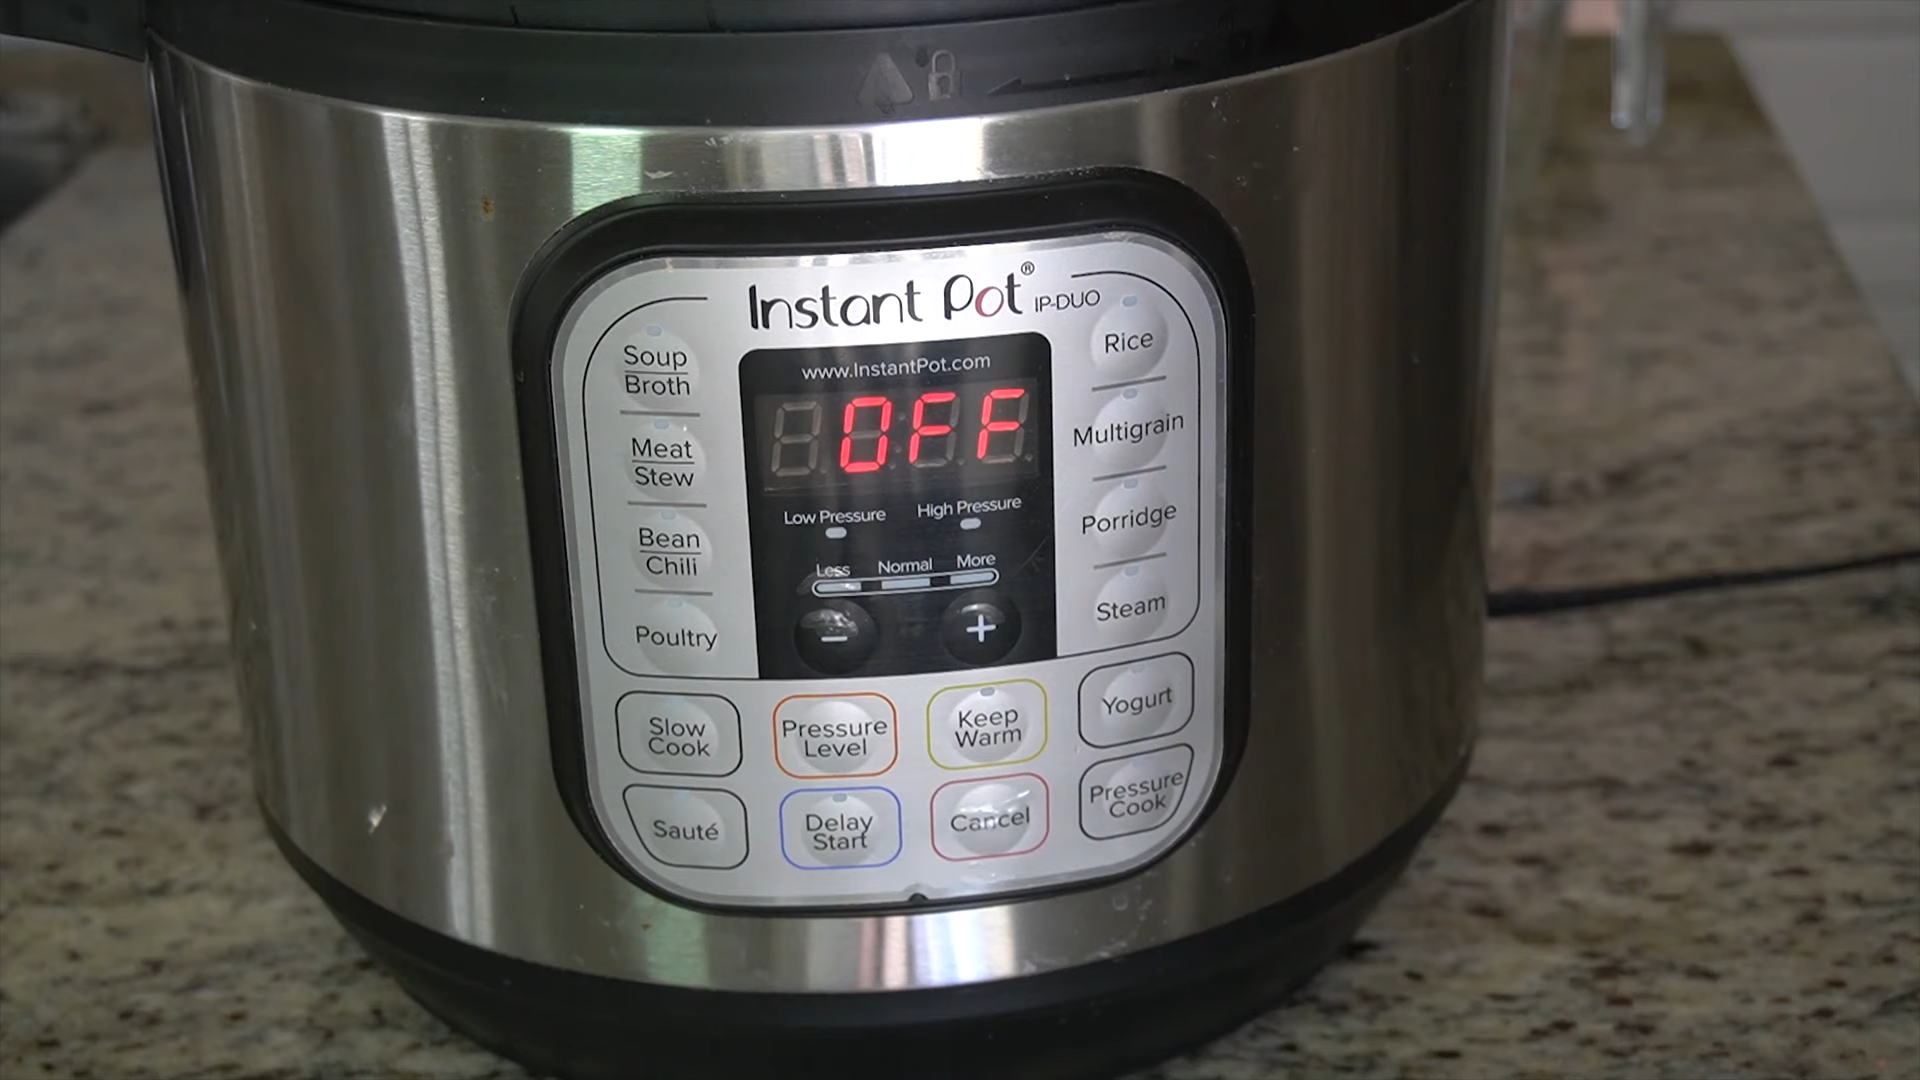 Instant Pot® IP-DUO
www.InstantPot.com
OFF
Low Pressure
High Pressure
Less Normal More
- +
Soup
Broth
Meat
Stew
Bean
Chili
Poultry
Rice
Multigrain
Porridge
Steam
Slow
Cook
Pressure
Level
Keep
Warm
Yogurt
Sauté
Delay
Start
Cancel
Pressure
Cook